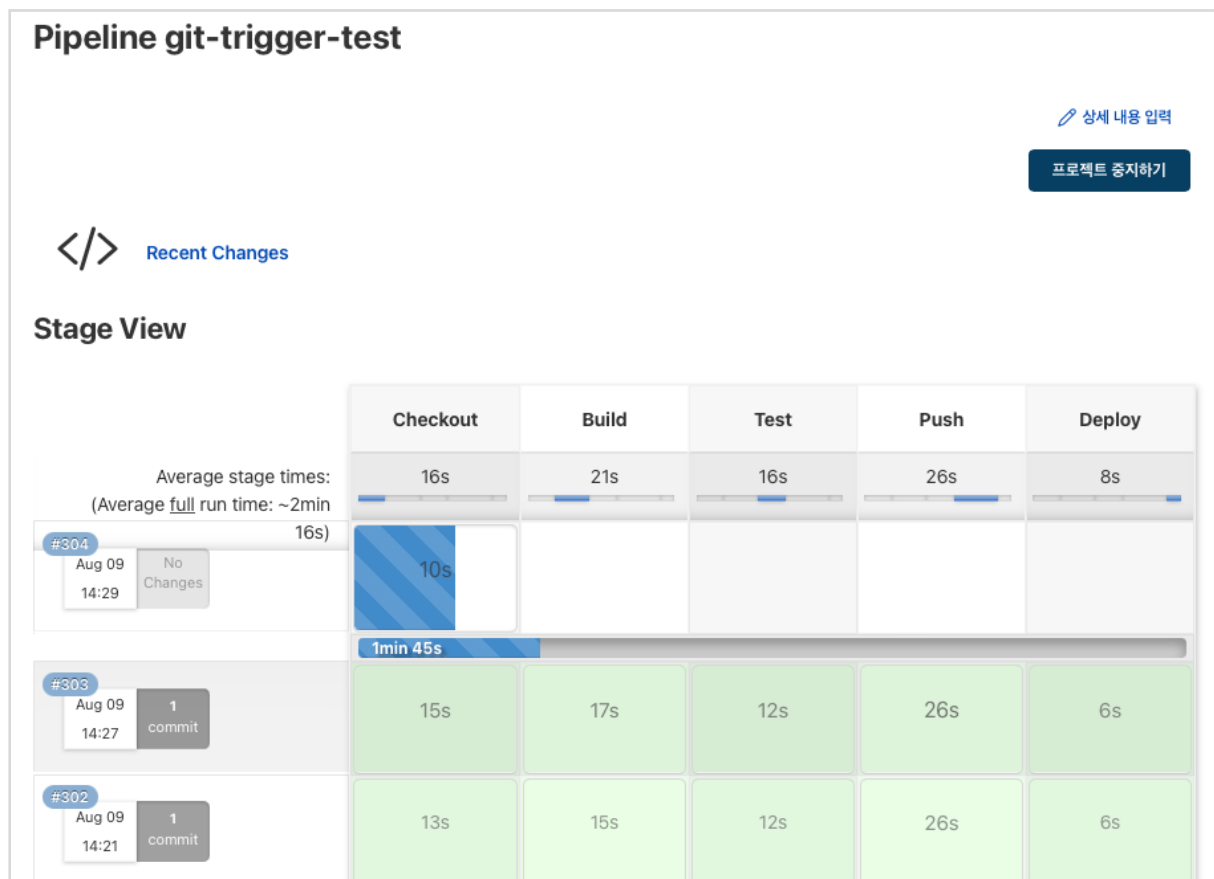 Pipeline git-trigger-test
상세 내용 입력
프로젝트 중지하기
</> Recent Changes
Stage View
Checkout Build Test Push Deploy
Average stage times:
(Average full run time: ~2min
16s)
16s 21s 16s 26s 8s
#304
Aug 09
14:29
No
Changes
10s
1min 45s
#303
Aug 09
14:27
1
commit
15s 17s 12s 26s 6s
#302
Aug 09
14:21
1
commit
13s 15s 12s 26s 6s